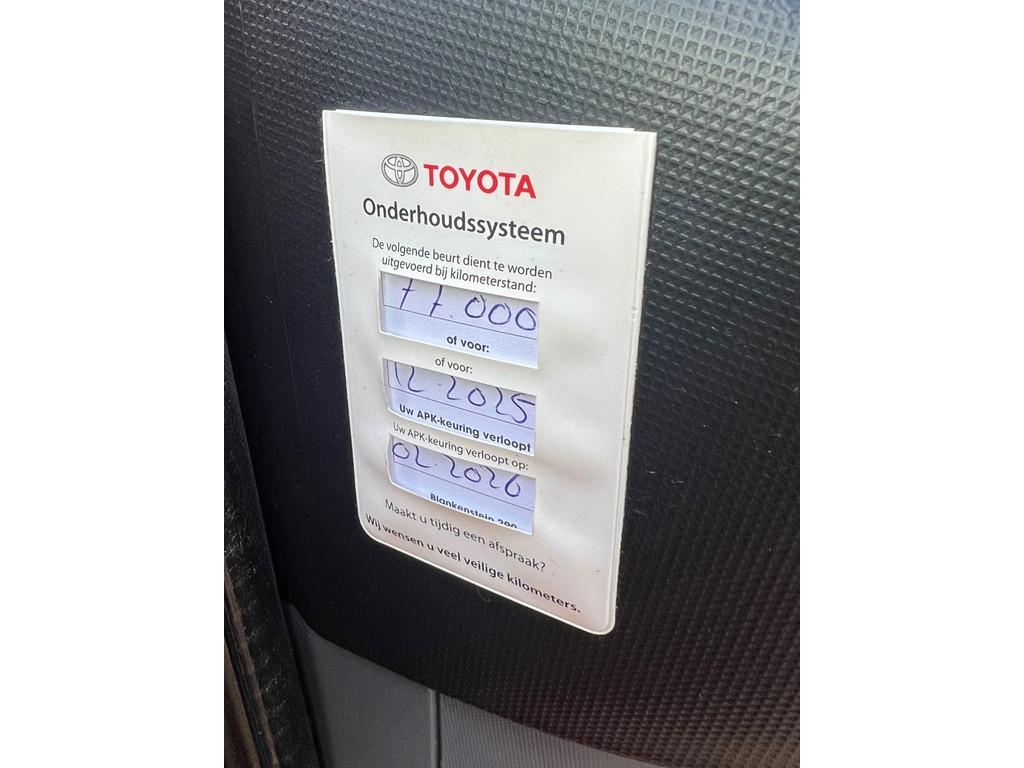 TOYOTA
Onderhoudssysteem
De volgende beurt dient te worden
uitgevoerd bij kilometerstand:
77.000
of voor:
of voor:
12-2025
Uw APK-keuring verloopt
Uw APK-keuring verloopt op:
02-2026
Blankenstein 290
Maakt u tijdig een afspraak?
Wij wensen u veel veilige kilometers.